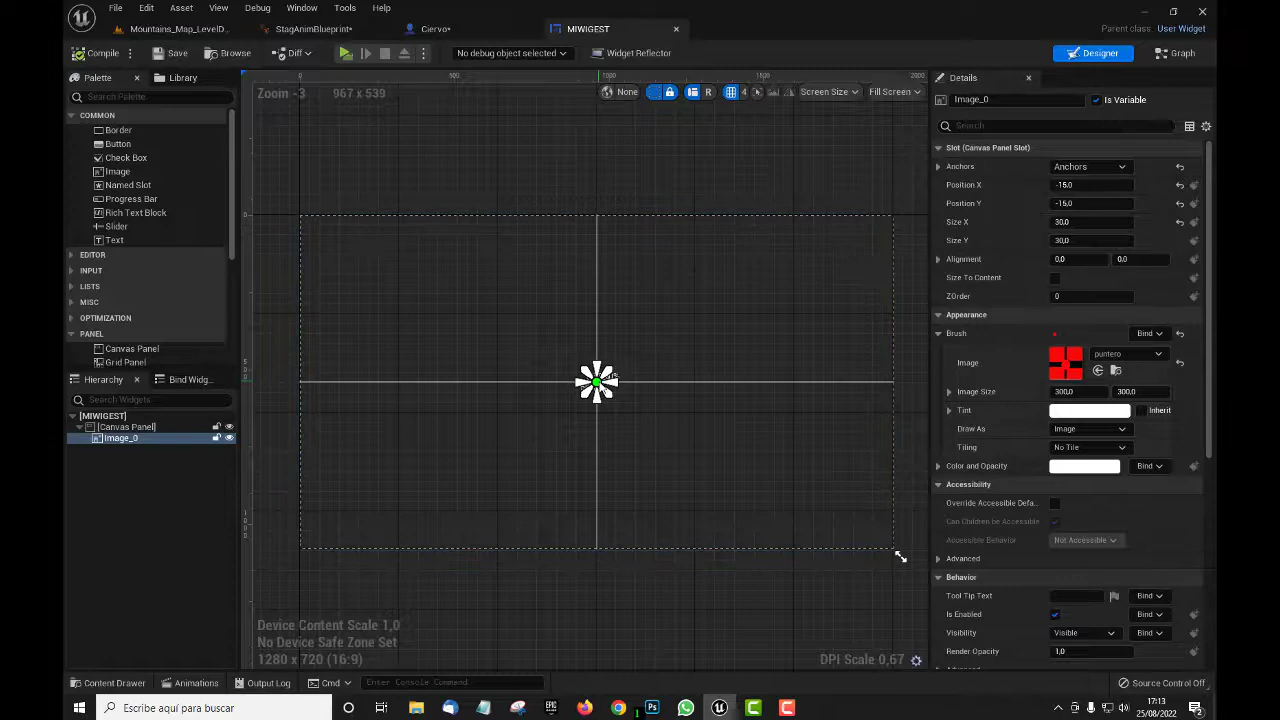 File Edit Asset View Debug Window Tools Help
Mountains_Map_LevelD... StagAnimBlueprint* Ciervo* MIWIGEST Parent class: User Widget
Compile Save Browse Diff No debug object selected Widget Reflector Designer Graph
Palette Library 0 500 1000 1500 2000 Details
Search Palette Zoom -3 967 x 539 None R 4 Screen Size Fill Screen Image_0 Is Variable
COMMON Search
Border
Button Slot (Canvas Panel Slot)
Check Box Anchors Anchors
Image Position X -15,0
Named Slot Position Y -15,0
Progress Bar Size X 30,0
Rich Text Block Size Y 30,0
Slider Alignment 0,0 0,0
Text Size To Content
EDITOR ZOrder 0
INPUT Appearance
LISTS Brush Bind
MISC Image puntero
OPTIMIZATION Image Size 300,0 300,0
PANEL Tint Inherit
Canvas Panel Draw As Image
Grid Panel Tiling No Tile
Hierarchy Bind Widg... Color and Opacity Bind
Search Widgets Accessibility
[MIWIGEST] Override Accessible Defa...
[Canvas Panel] Can Children be Accessible
Image_0 Accessible Behavior Not Accessible
Advanced
Behavior
Tool Tip Text Bind
Is Enabled Bind
Device Content Scale 1,0 Visibility Visible Bind
No Device Safe Zone Set Render Opacity 1,0
1280 x 720 (16:9) DPI Scale 0,67
Content Drawer Animations Output Log Cmd Enter Console Command Source Control Off
Escribe aquí para buscar 1 17:13
25/08/2022